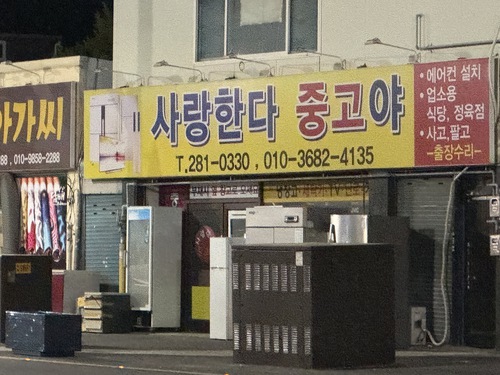 아가씨
88 , 010-9858-2288
사랑한다 중고야
T.281-0330 , 010-3682-4135
• 에어컨 설치
• 업소용
식당, 정육점
• 사고,팔고
-출장수리-